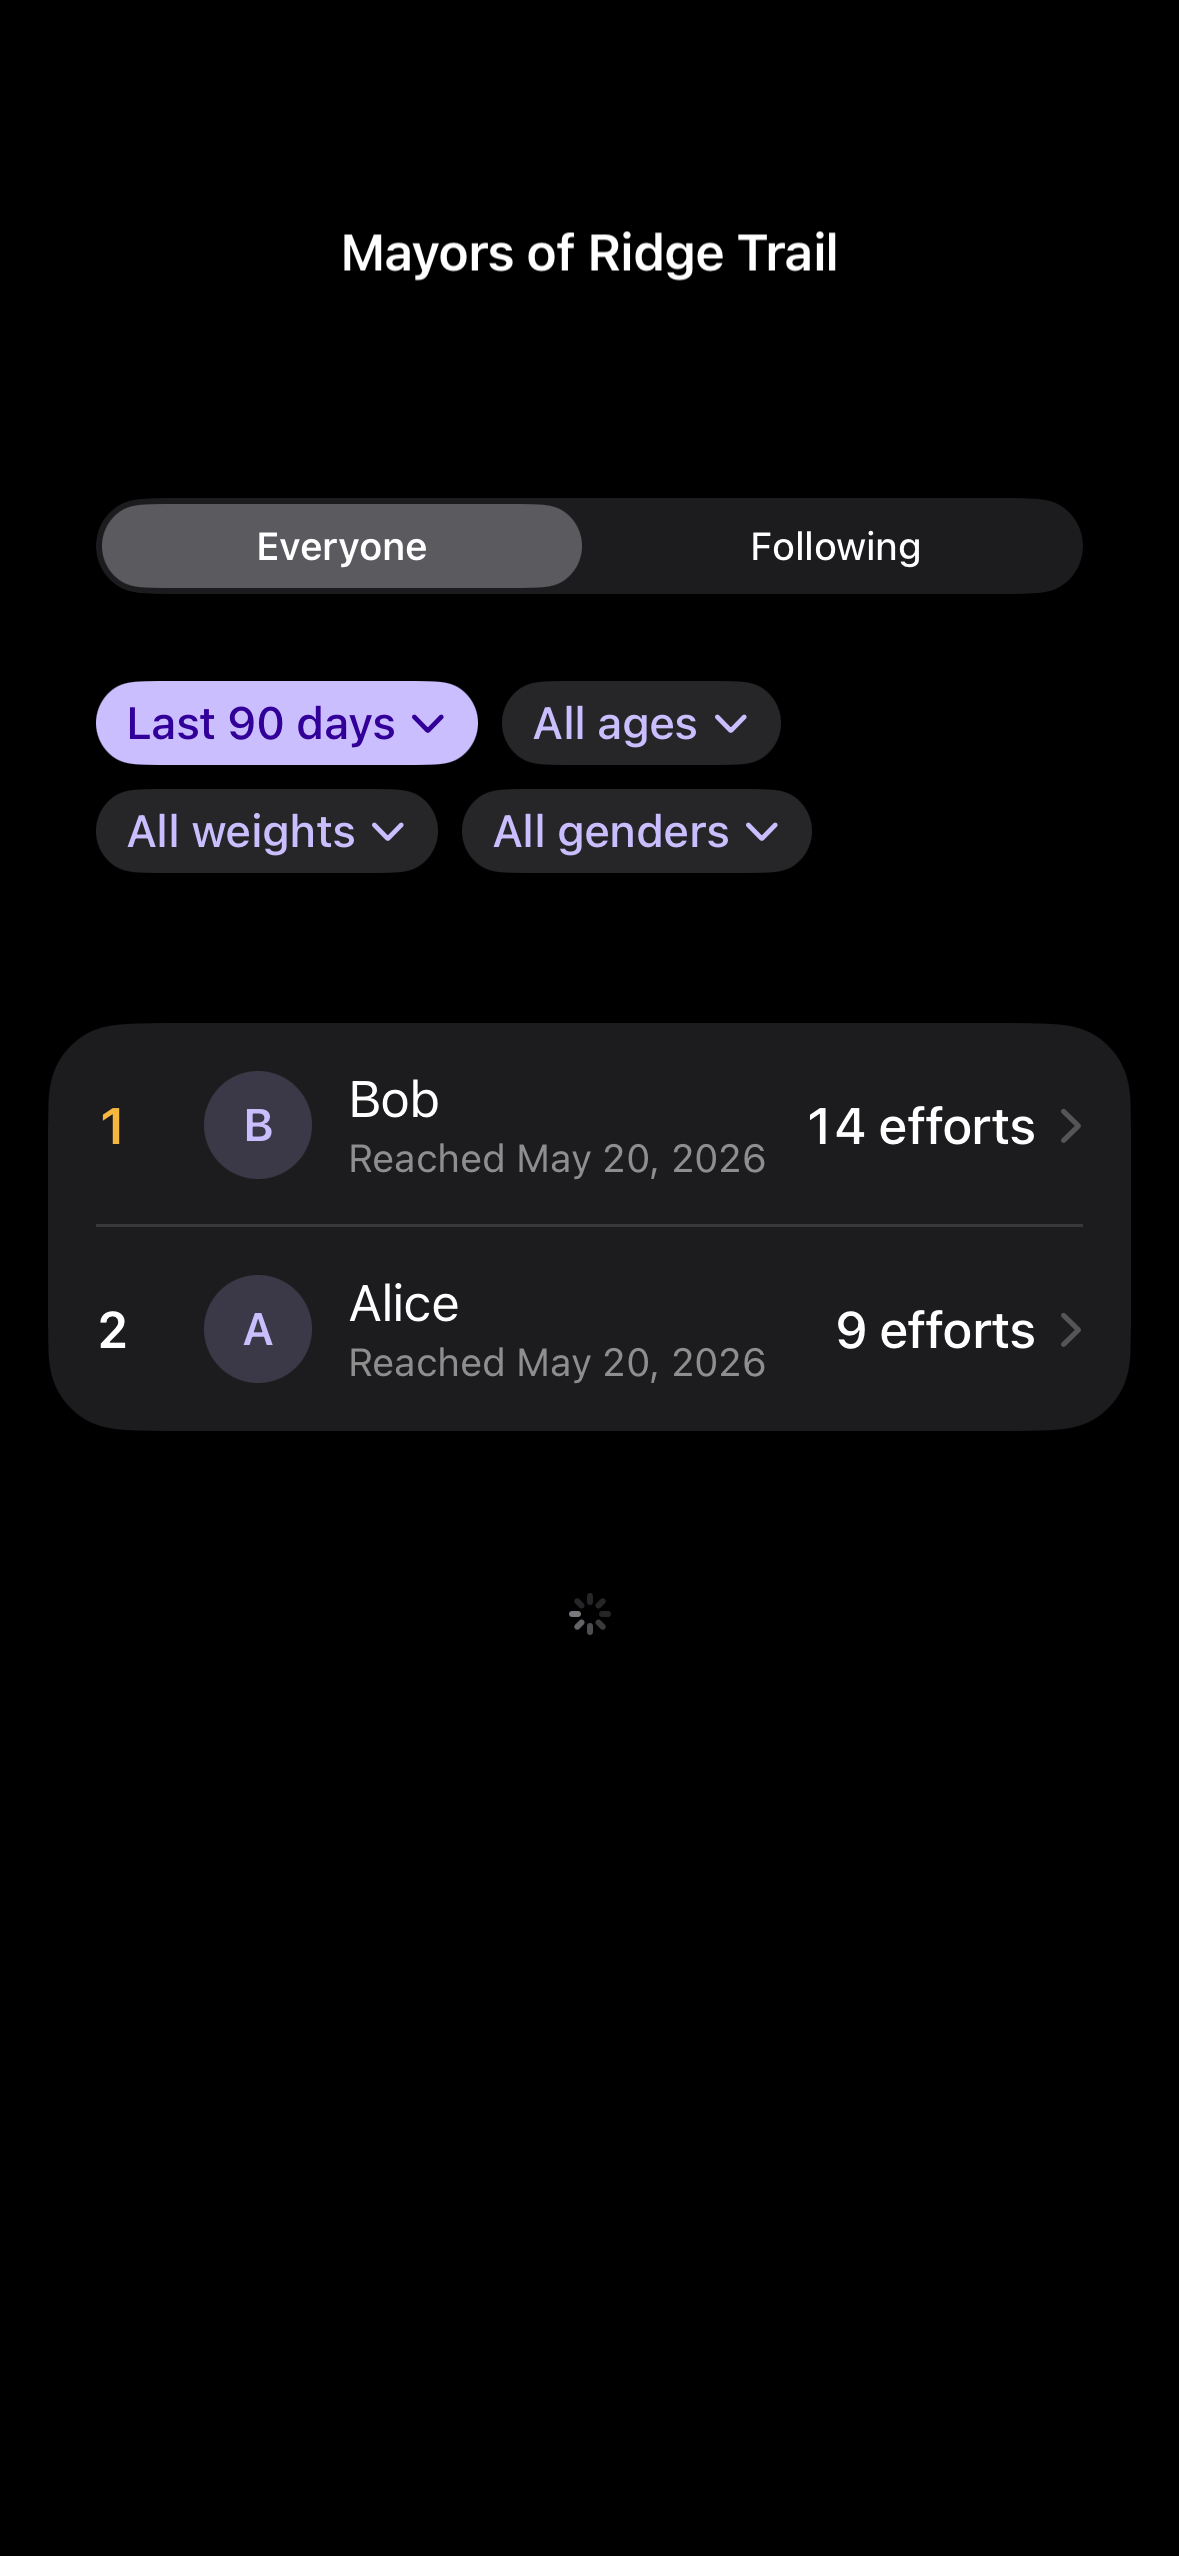 Mayors of Ridge Trail
Everyone
Following
Last 90 days
All ages
All weights
All genders
1
B
Bob
Reached May 20, 2026
14 efforts
2
A
Alice
Reached May 20, 2026
9 efforts